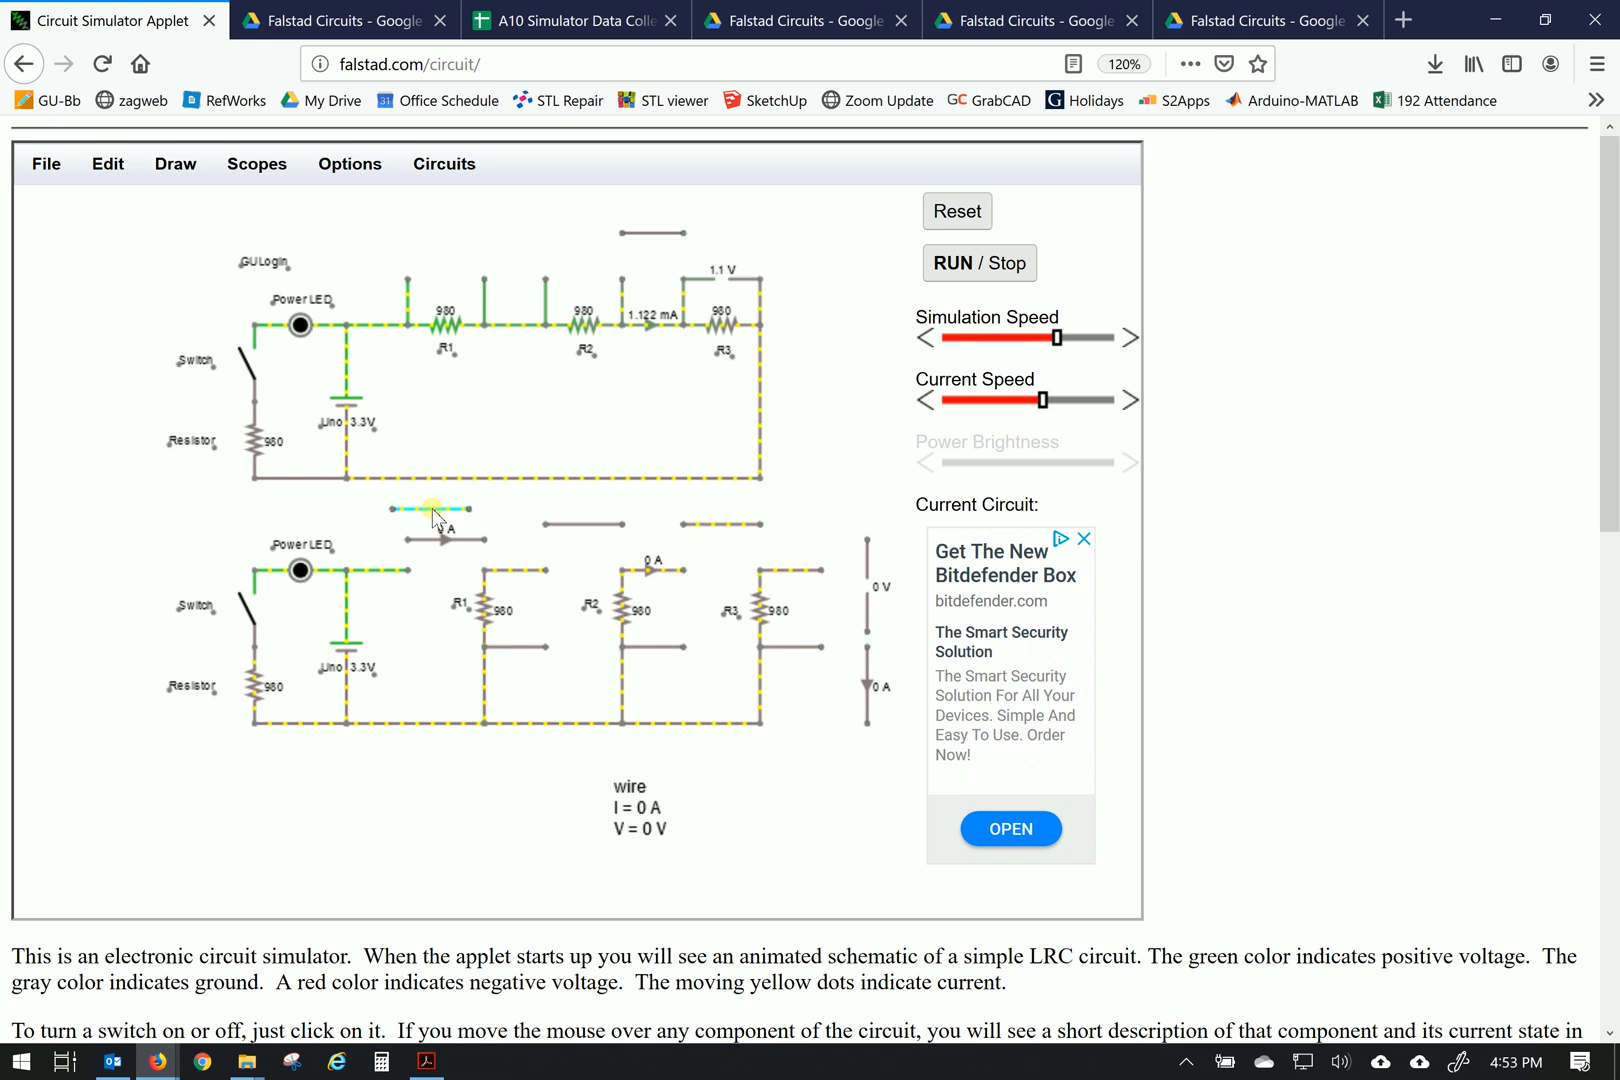 Circuit Simulator Applet
Falstad Circuits - Google
A10 Simulator Data Colle
Falstad Circuits - Google
Falstad Circuits - Google
Falstad Circuits - Google
falstad.com/circuit/
120%
GU-Bb
zagweb
RefWorks
My Drive
31
Office Schedule
STL Repair
STL viewer
SketchUp
Zoom Update
GC GrabCAD
G Holidays
S2Apps
Arduino-MATLAB
192 Attendance
File
Edit
Draw
Scopes
Options
Circuits
Reset
RUN / Stop
Simulation Speed
Current Speed
Power Brightness
Current Circuit:
GULogin
Power LED
1.1 V
980
980
1.122 mA
980
R1
R2
R3
Switch
Uno 3.3V
Resistor
980
A
Power LED
0 A
0 V
Switch
R1
980
R2
980
R3
980
Uno 3.3V
Resistor
980
0 A
wire
I = 0 A
V = 0 V
Get The New
Bitdefender Box
bitdefender.com
The Smart Security
Solution
The Smart Security
Solution For All Your
Devices. Simple And
Easy To Use. Order
Now!
OPEN
This is an electronic circuit simulator.  When the applet starts up you will see an animated schematic of a simple LRC circuit. The green color indicates positive voltage.  The
gray color indicates ground.  A red color indicates negative voltage.  The moving yellow dots indicate current.
To turn a switch on or off, just click on it.  If you move the mouse over any component of the circuit, you will see a short description of that component and its current state in
4:53 PM